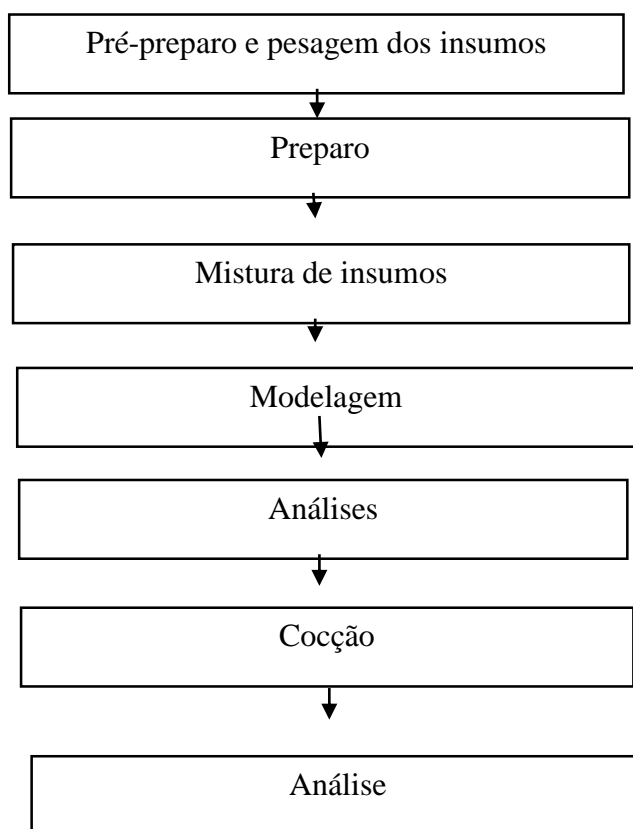 Pré-preparo e pesagem dos insumos
Preparo
Mistura de insumos
Modelagem
Análises
Cocção
Análise